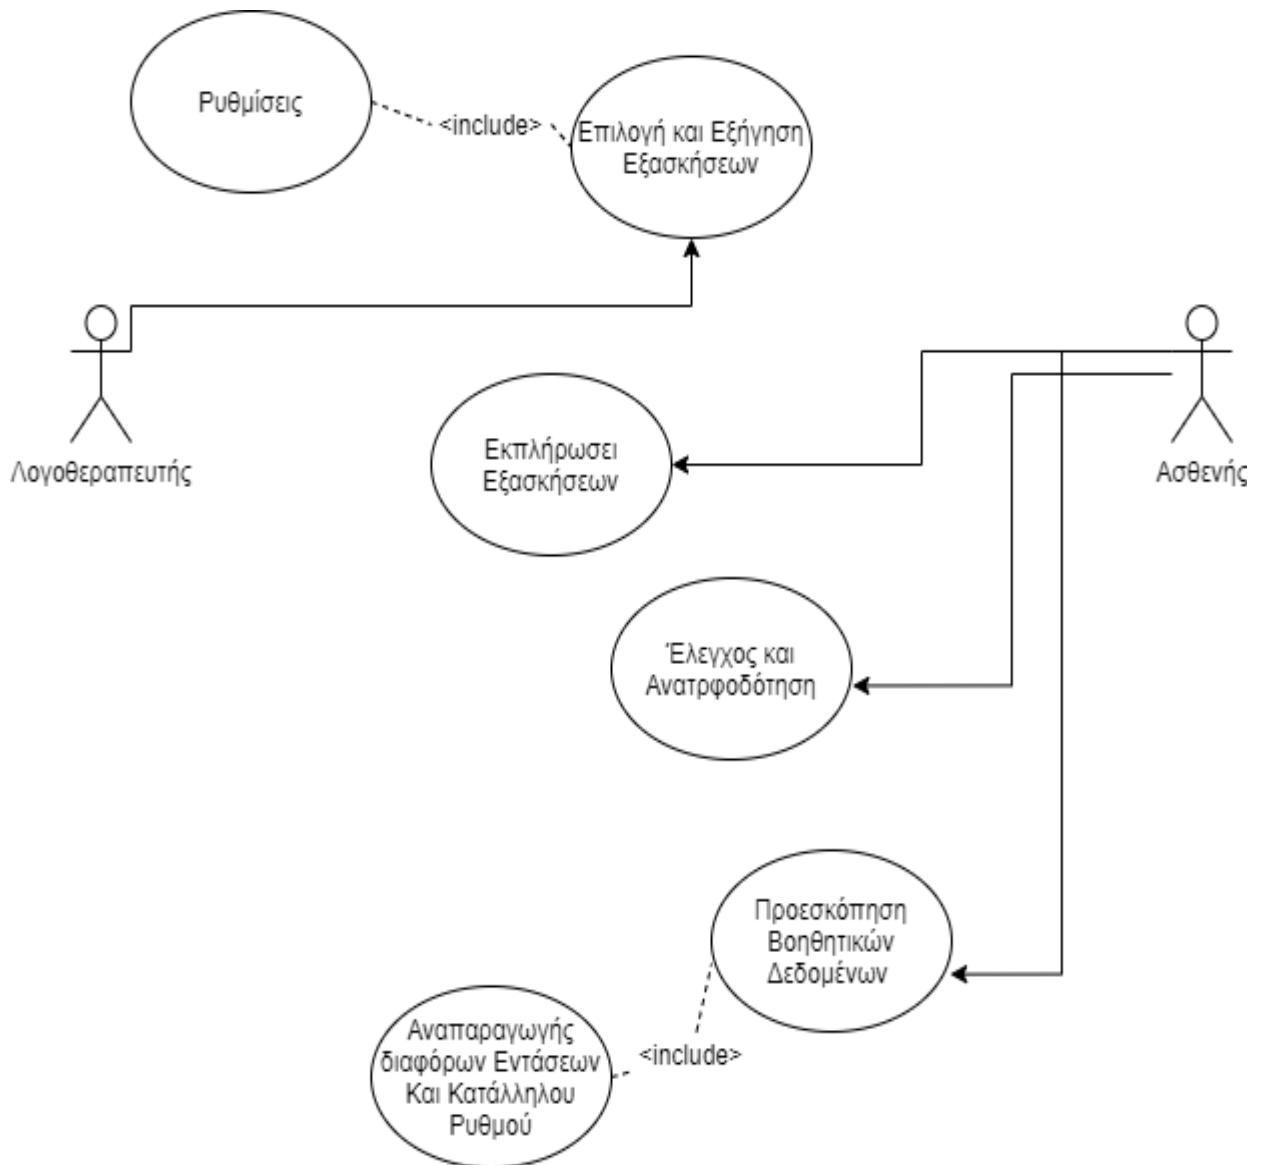 Ρυθμίσεις
<include>
Επιλογή και Εξήγηση
Εξασκήσεων
Λογοθεραπευτής
Ασθενής
Εκπλήρωσει
Εξασκήσεων
Έλεγχος και
Ανατρφοδότηση
Προεσκόπηση
Βοηθητικών
Δεδομένων
<include>
Αναπαραγωγής
διαφόρων Εντάσεων
Και Κατάλληλου
Ρυθμού